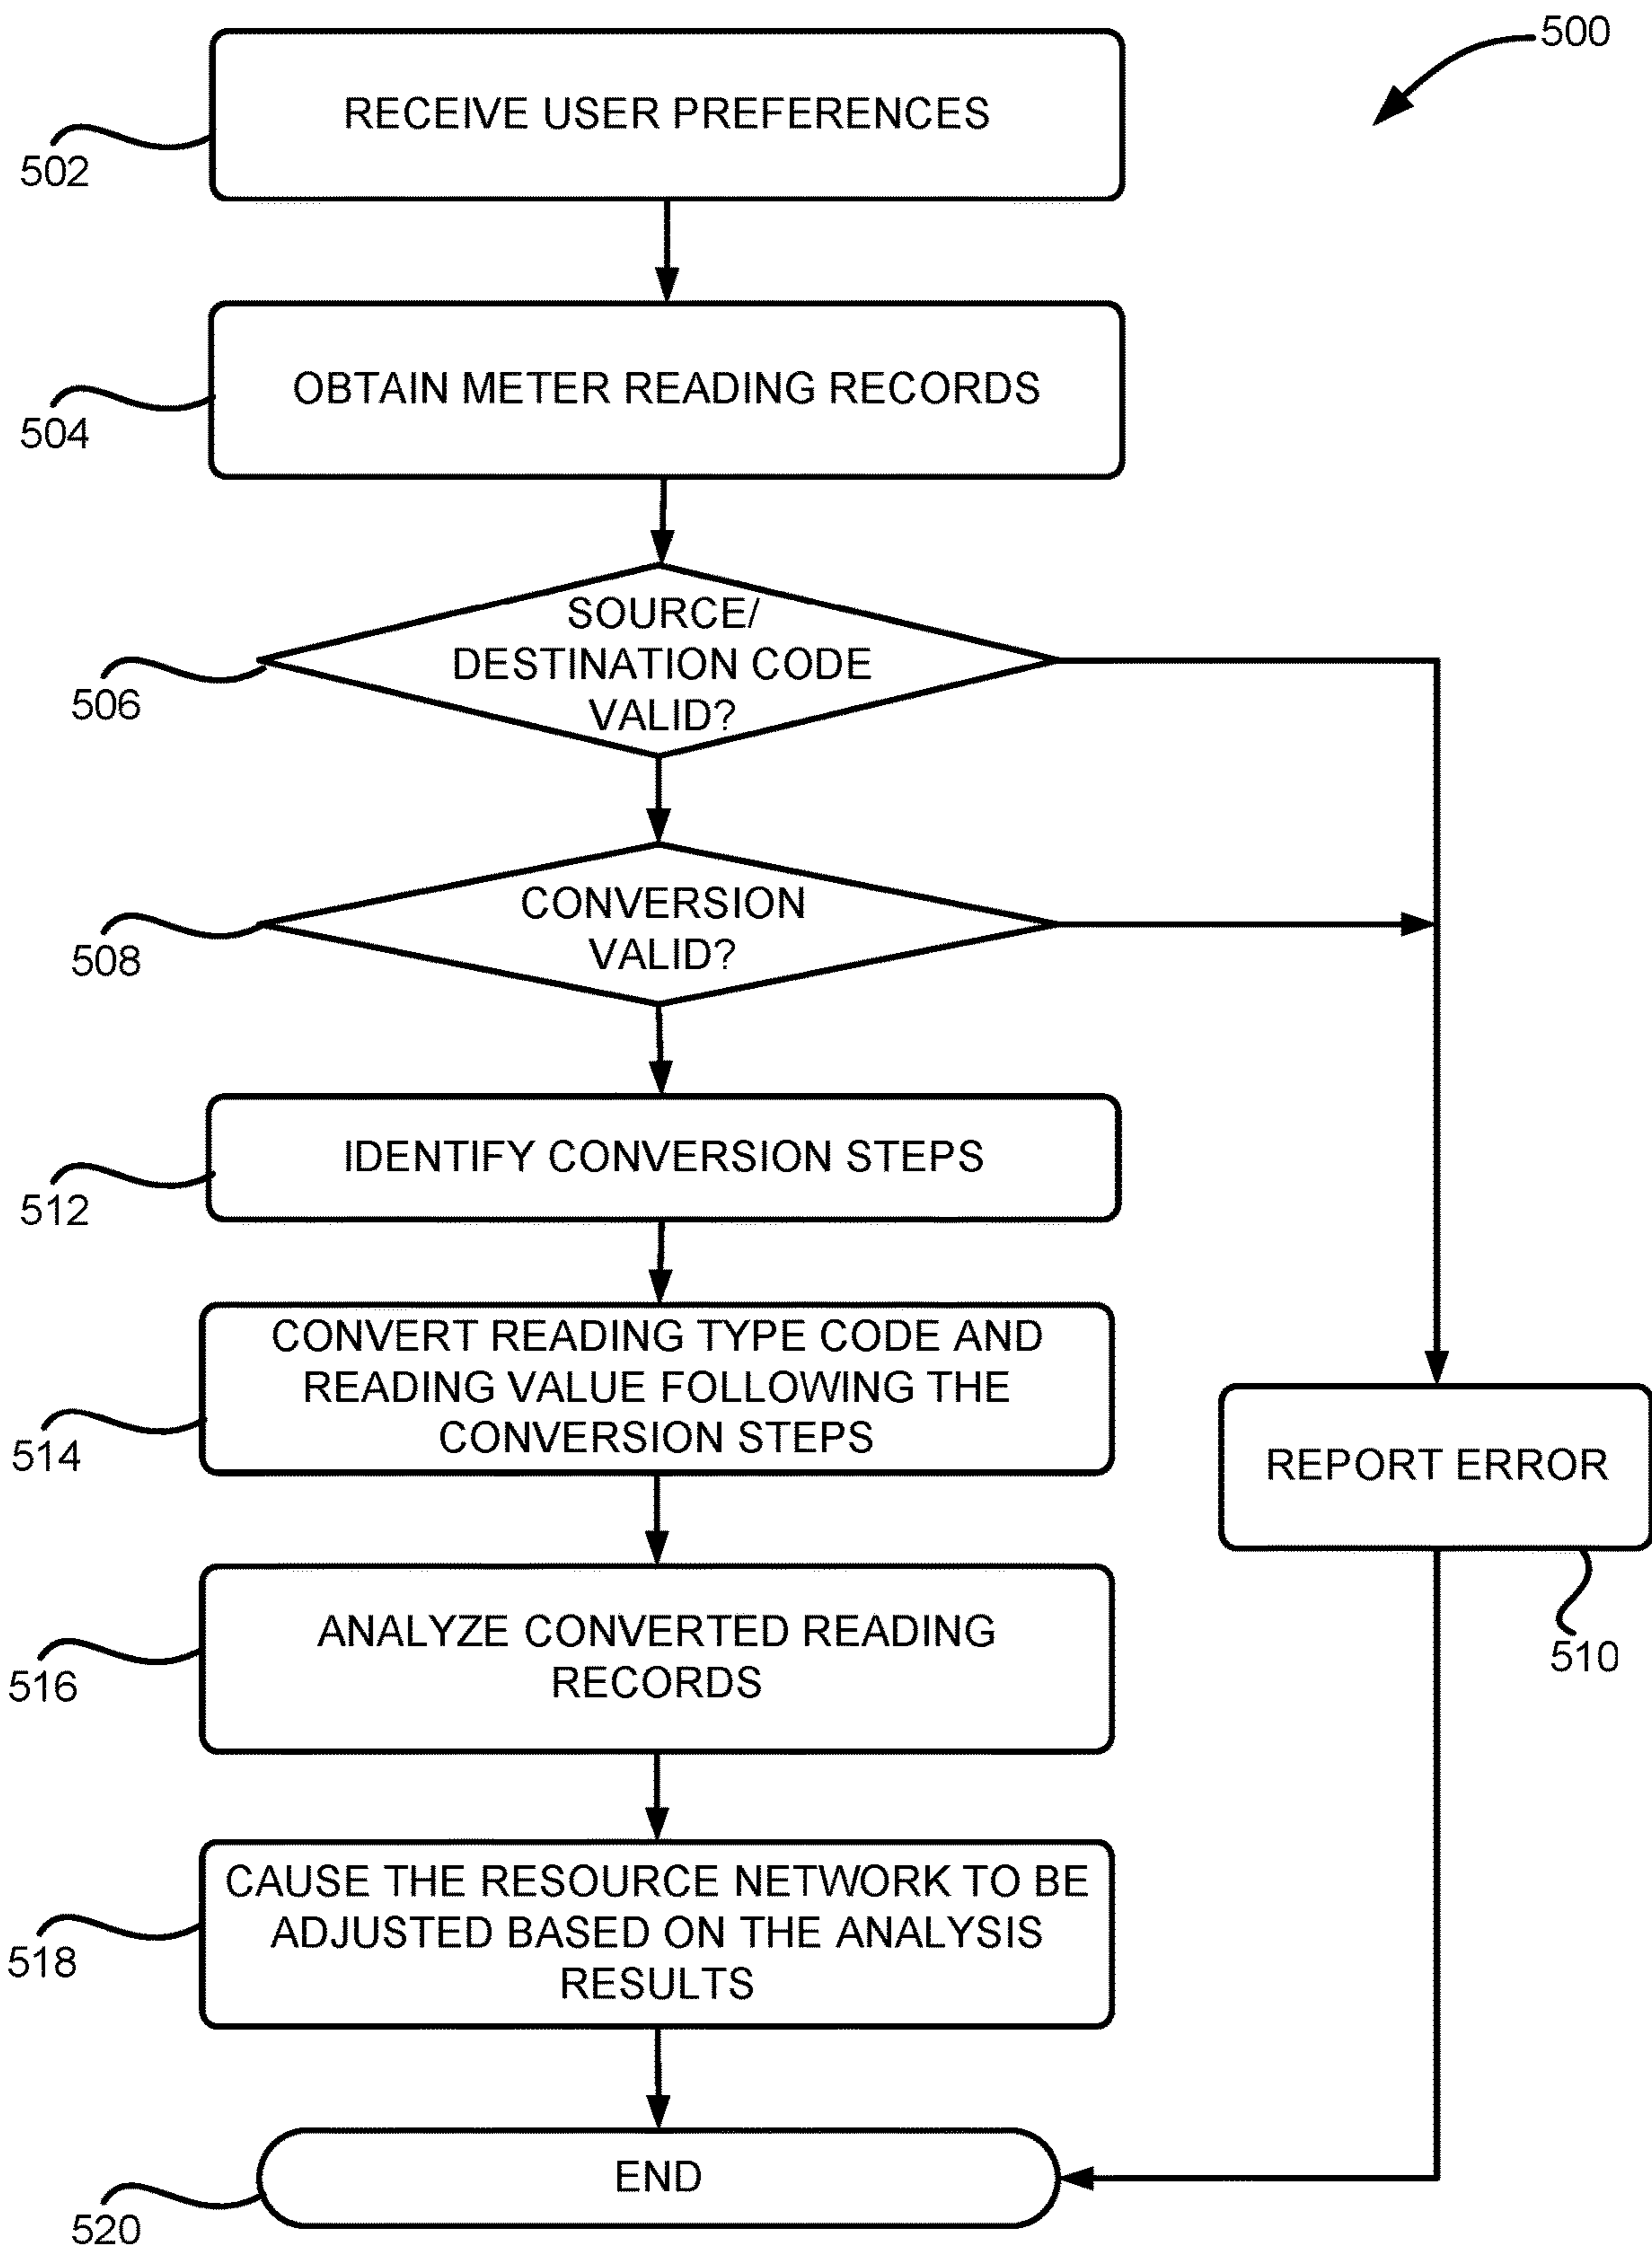 500
RECEIVE USER PREFERENCES
502
OBTAIN METER READING RECORDS
504
SOURCE/
DESTINATION CODE
VALID?
506
CONVERSION
VALID?
508
IDENTIFY CONVERSION STEPS
512
CONVERT READING TYPE CODE AND
READING VALUE FOLLOWING THE
CONVERSION STEPS
514
REPORT ERROR
510
ANALYZE CONVERTED READING
RECORDS
516
CAUSE THE RESOURCE NETWORK TO BE
ADJUSTED BASED ON THE ANALYSIS
RESULTS
518
END
520